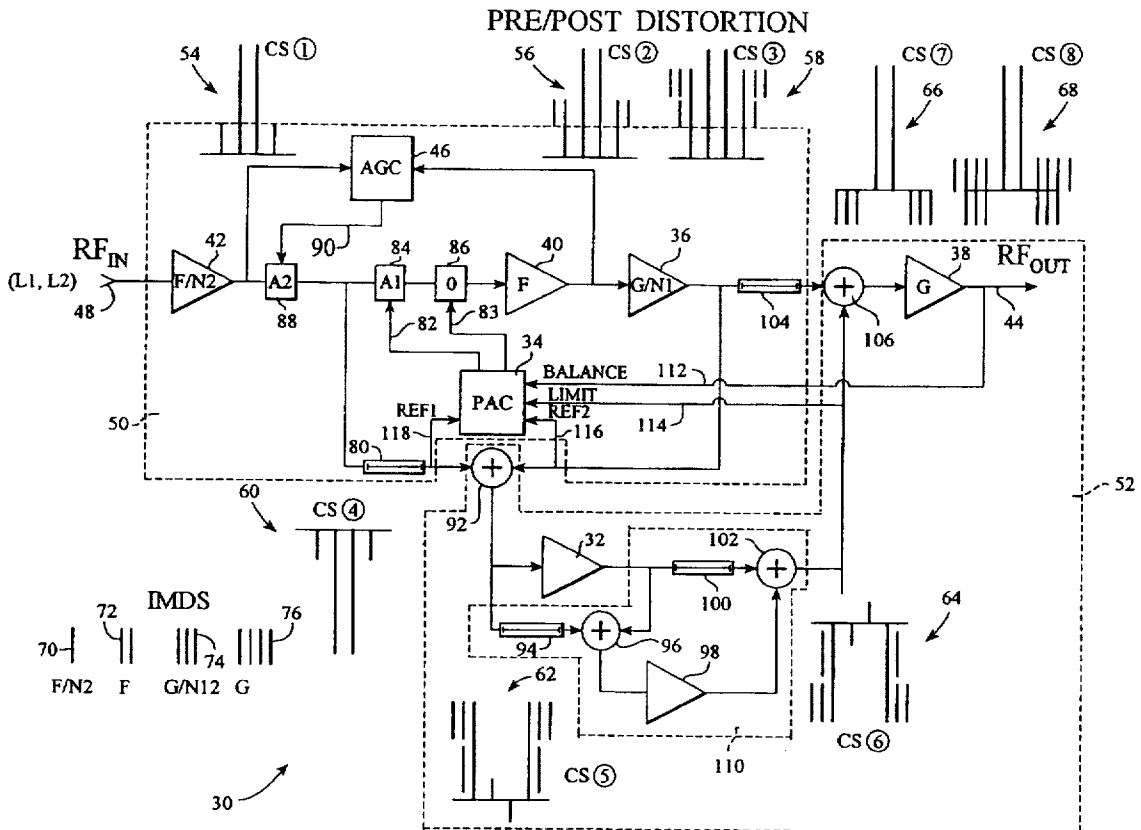 PRE/POST DISTORTION
54
CS ①
56
CS ②
CS ③
58
CS ⑦
66
CS ⑧
68
46
AGC
RF IN
42
90
84
86
40
36
38
RF OUT
(L1, L2)
F/N2
A2
A1
0
F
G/N1
G
48
88
82
83
104
106
44
34
BALANCE
112
PAC
LIMIT
114
50
REF1
118
REF2
116
80
52
60
CS ④
92
32
102
100
IMDS
72
76
70
74
94
96
98
64
F/N2
F
G/N12
G
62
CS ⑥
CS ⑤
110
30